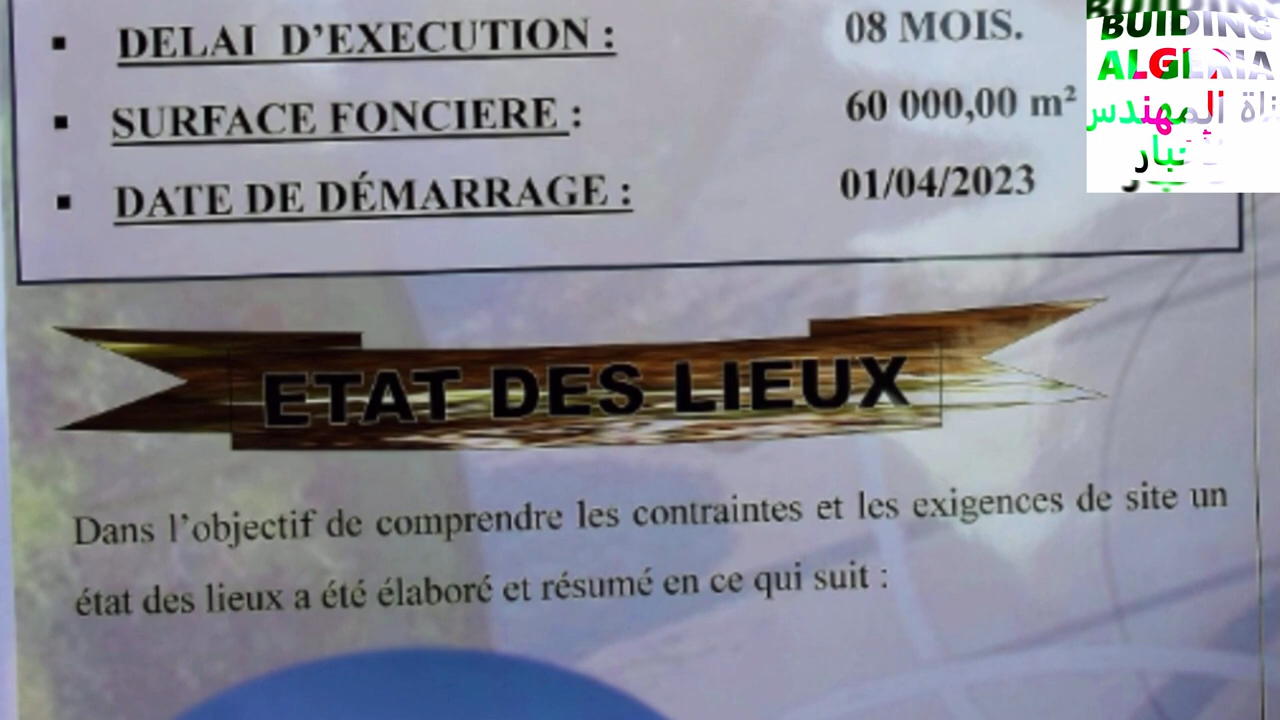 ▪ DELAI D'EXECUTION : 08 MOIS.
▪ SURFACE FONCIERE : 60 000,00 m²
▪ DATE DE DÉMARRAGE : 01/04/2023
BUIDING
ALGERIA
ETAT DES LIEUX
Dans l'objectif de comprendre les contraintes et les exigences de site un
état des lieux a été élaboré et résumé en ce qui suit :